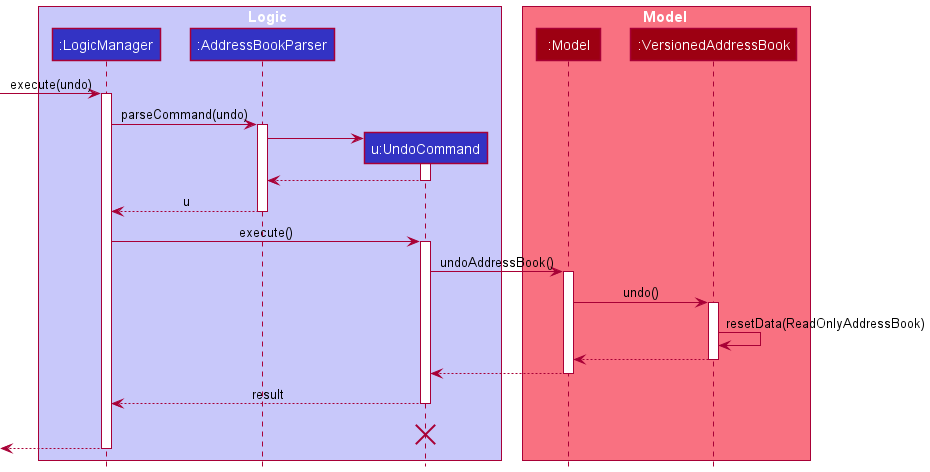 Logic
Model
:LogicManager
:AddressBookParser
:Model
:VersionedAddressBook
execute(undo)
parseCommand(undo)
u:UndoCommand
u
execute()
undoAddressBook()
undo()
resetData(ReadOnlyAddressBook)
result